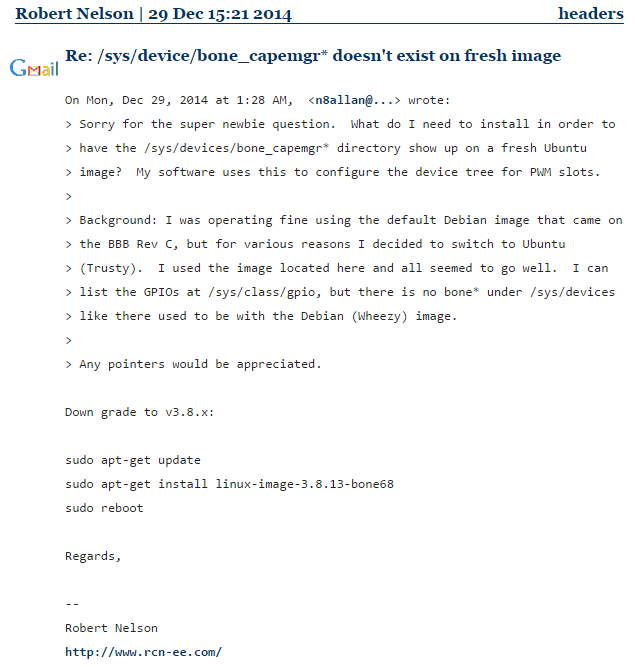 Robert Nelson | 29 Dec 15:21 2014 headers
Gmail
Re: /sys/device/bone_capemgr* doesn't exist on fresh image
On Mon, Dec 29, 2014 at 1:28 AM,  <n8allan@...> wrote:
> Sorry for the super newbie question.  What do I need to install in order to
> have the /sys/devices/bone_capemgr* directory show up on a fresh Ubuntu
> image?  My software uses this to configure the device tree for PWM slots.
>
> Background: I was operating fine using the default Debian image that came on
> the BBB Rev C, but for various reasons I decided to switch to Ubuntu
> (Trusty).  I used the image located here and all seemed to go well.  I can
> list the GPIOs at /sys/class/gpio, but there is no bone* under /sys/devices
> like there used to be with the Debian (Wheezy) image.
>
> Any pointers would be appreciated.
Down grade to v3.8.x:
sudo apt-get update
sudo apt-get install linux-image-3.8.13-bone68
sudo reboot
Regards,
--
Robert Nelson
http://www.rcn-ee.com/